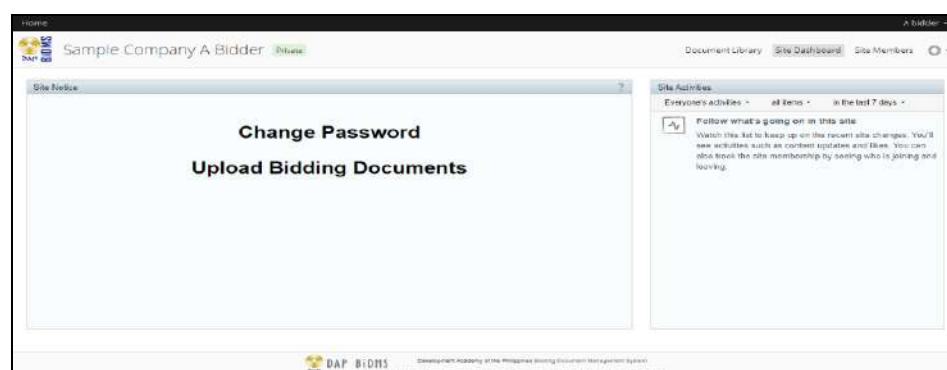 Home
A bidder
DAP BiDMS
Sample Company A Bidder Private
Document Library Site Dashboard Site Members
Site Notice ?
Change Password
Upload Bidding Documents
Site Activities
Everyone's activities all items in the last 7 days
Follow what's going on in this site
Watch this list to keep up on the recent site changes. You'll
see activities such as content updates and likes. You can
also track the site membership by seeing who is joining and
leaving.
DAP BiDMS
Development Academy of the Philippines Bidding Document Management System